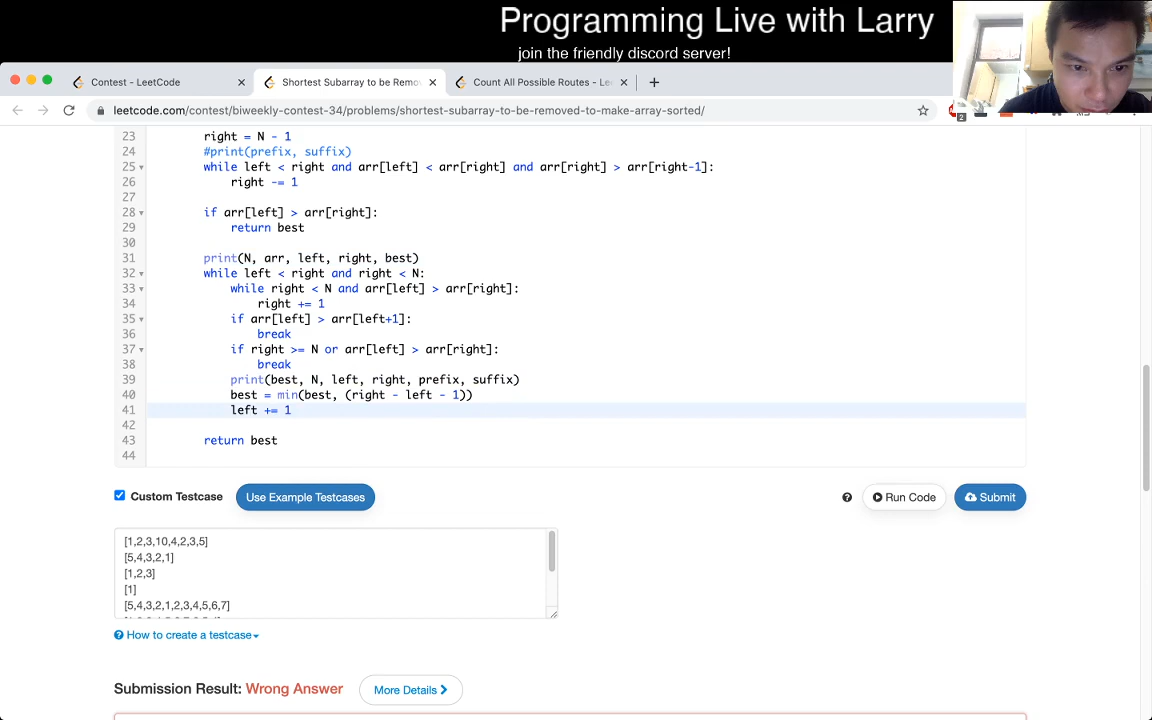 Programming Live with Larry
join the friendly discord server!
Contest - LeetCode
Shortest Subarray to be Remo
Count All Possible Routes - Le
leetcode.com/contest/biweekly-contest-34/problems/shortest-subarray-to-be-removed-to-make-array-sorted/
2
23 right = N - 1
24 #print(prefix, suffix)
25 while left < right and arr[left] < arr[right] and arr[right] > arr[right-1]:
26 right -= 1
27
28 if arr[left] > arr[right]:
29 return best
30
31 print(N, arr, left, right, best)
32 while left < right and right < N:
33 while right < N and arr[left] > arr[right]:
34 right += 1
35 if arr[left] > arr[left+1]:
36 break
37 if right >= N or arr[left] > arr[right]:
38 break
39 print(best, N, left, right, prefix, suffix)
40 best = min(best, (right - left - 1))
41 left += 1
42
43 return best
44
Custom Testcase
Use Example Testcases
Run Code
Submit
[1,2,3,10,4,2,3,5]
[5,4,3,2,1]
[1,2,3]
[1]
[5,4,3,2,1,2,3,4,5,6,7]
How to create a testcase
Submission Result: Wrong Answer
More Details